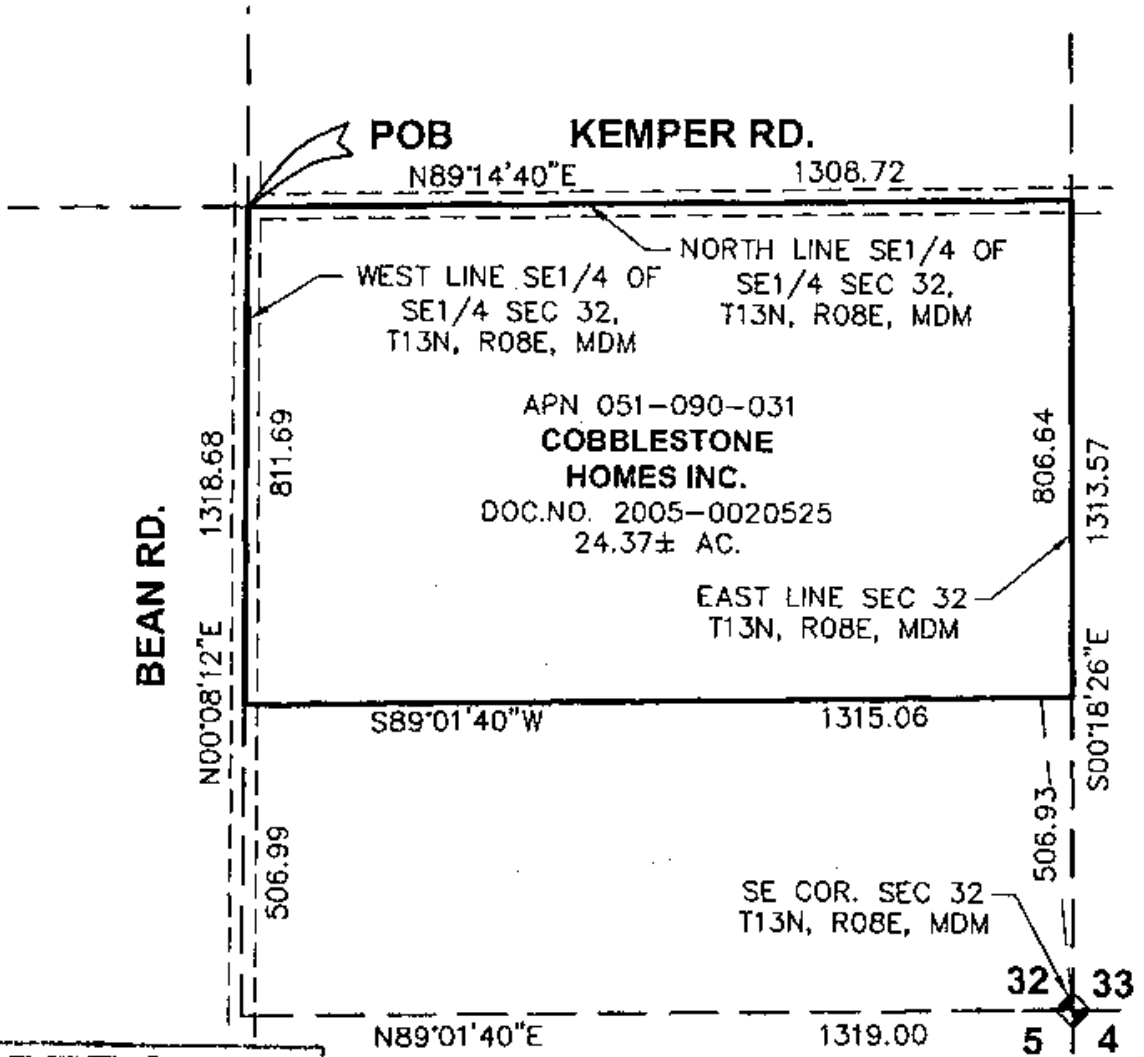 POB
KEMPER RD.
N89°14'40"E
1308.72
NORTH LINE SE1/4 OF
SE1/4 SEC 32,
T13N, R08E, MDM
WEST LINE SE1/4 OF
SE1/4 SEC 32,
T13N, R08E, MDM
APN 051-090-031
COBBLESTONE
HOMES INC.
DOC.NO. 2005-0020525
24.37± AC.
BEAN RD.
1318.68
N00°08'12"E
811.69
806.64
1313.57
S00°18'26"E
EAST LINE SEC 32
T13N, R08E, MDM
S89°01'40"W
1315.06
506.99
506.93
SE COR. SEC 32
T13N, R08E, MDM
32
33
5
4
N89°01'40"E
1319.00